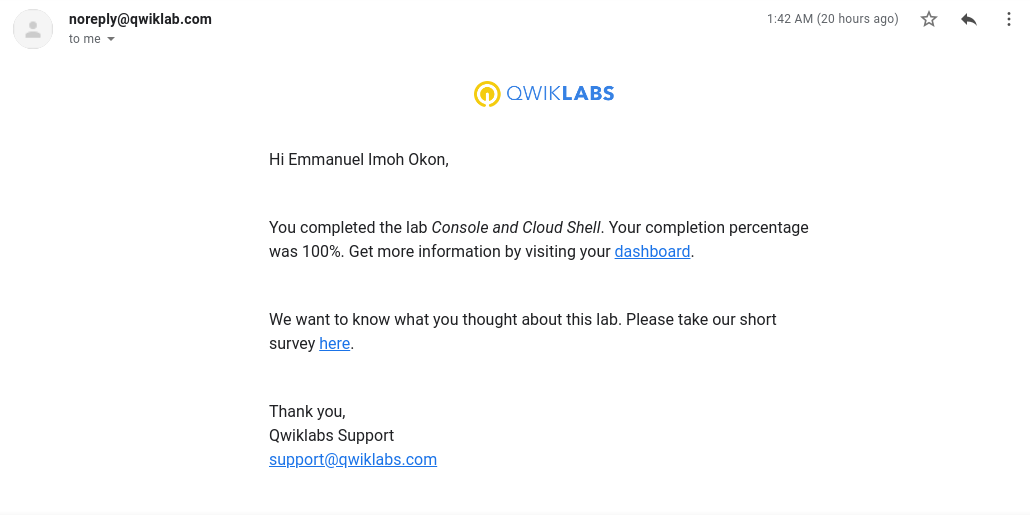 noreply@qwiklab.com
1:42 AM (20 hours ago)
to me
QWIKLABS
Hi Emmanuel Imoh Okon,
You completed the lab Console and Cloud Shell. Your completion percentage
was 100%. Get more information by visiting your dashboard.
We want to know what you thought about this lab. Please take our short
survey here.
Thank you,
Qwiklabs Support
support@qwiklabs.com